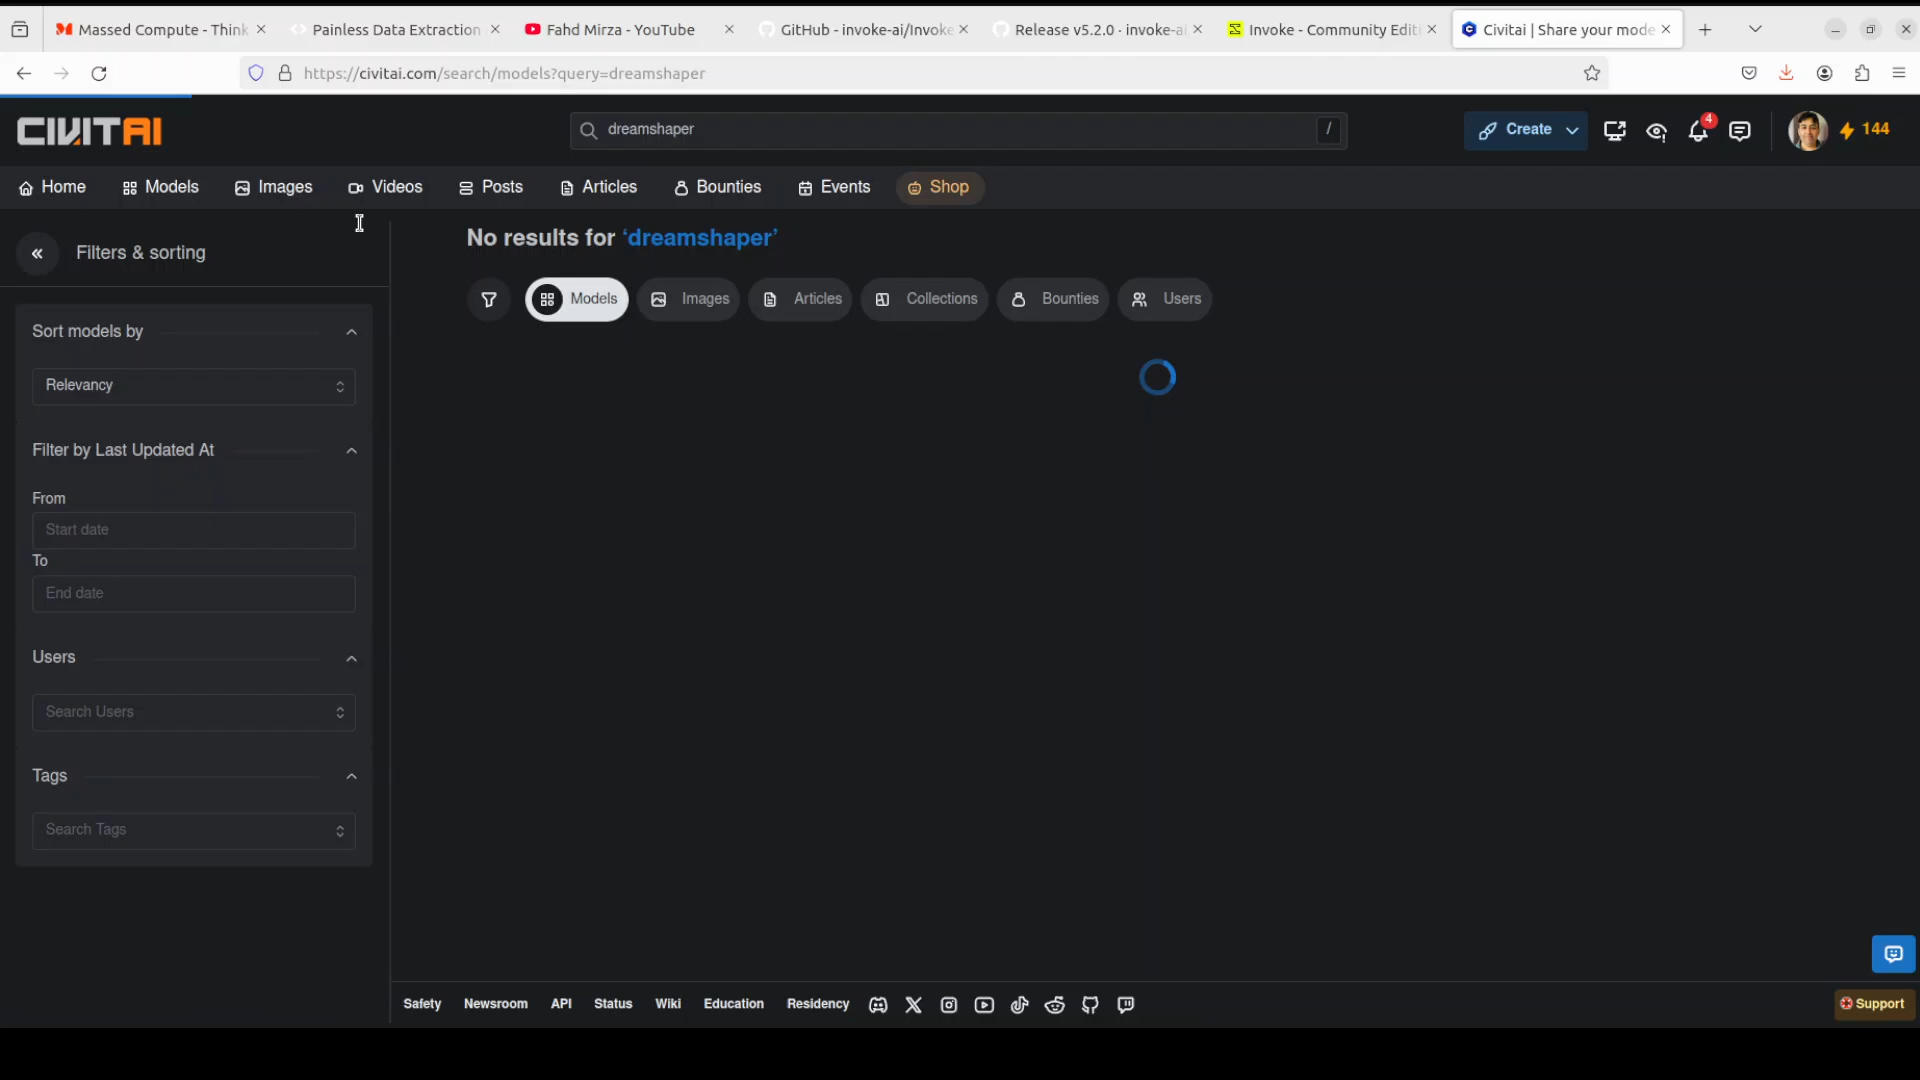 Massed Compute - Think
Painless Data Extraction
Fahd Mirza - YouTube
GitHub - invoke-ai/Invoke
Release v5.2.0 · invoke-ai
Invoke - Community Editi
Civitai | Share your mode
https://civitai.com/search/models?query=dreamshaper
CIVITAI
dreamshaper
/
Create
4
144
Home
Models
Images
Videos
Posts
Articles
Bounties
Events
Shop
Filters & sorting
No results for ‘dreamshaper’
Models
Images
Articles
Collections
Bounties
Users
Sort models by
Relevancy
Filter by Last Updated At
From
Start date
To
End date
Users
Search Users
Tags
Search Tags
Safety
Newsroom
API
Status
Wiki
Education
Residency
Support